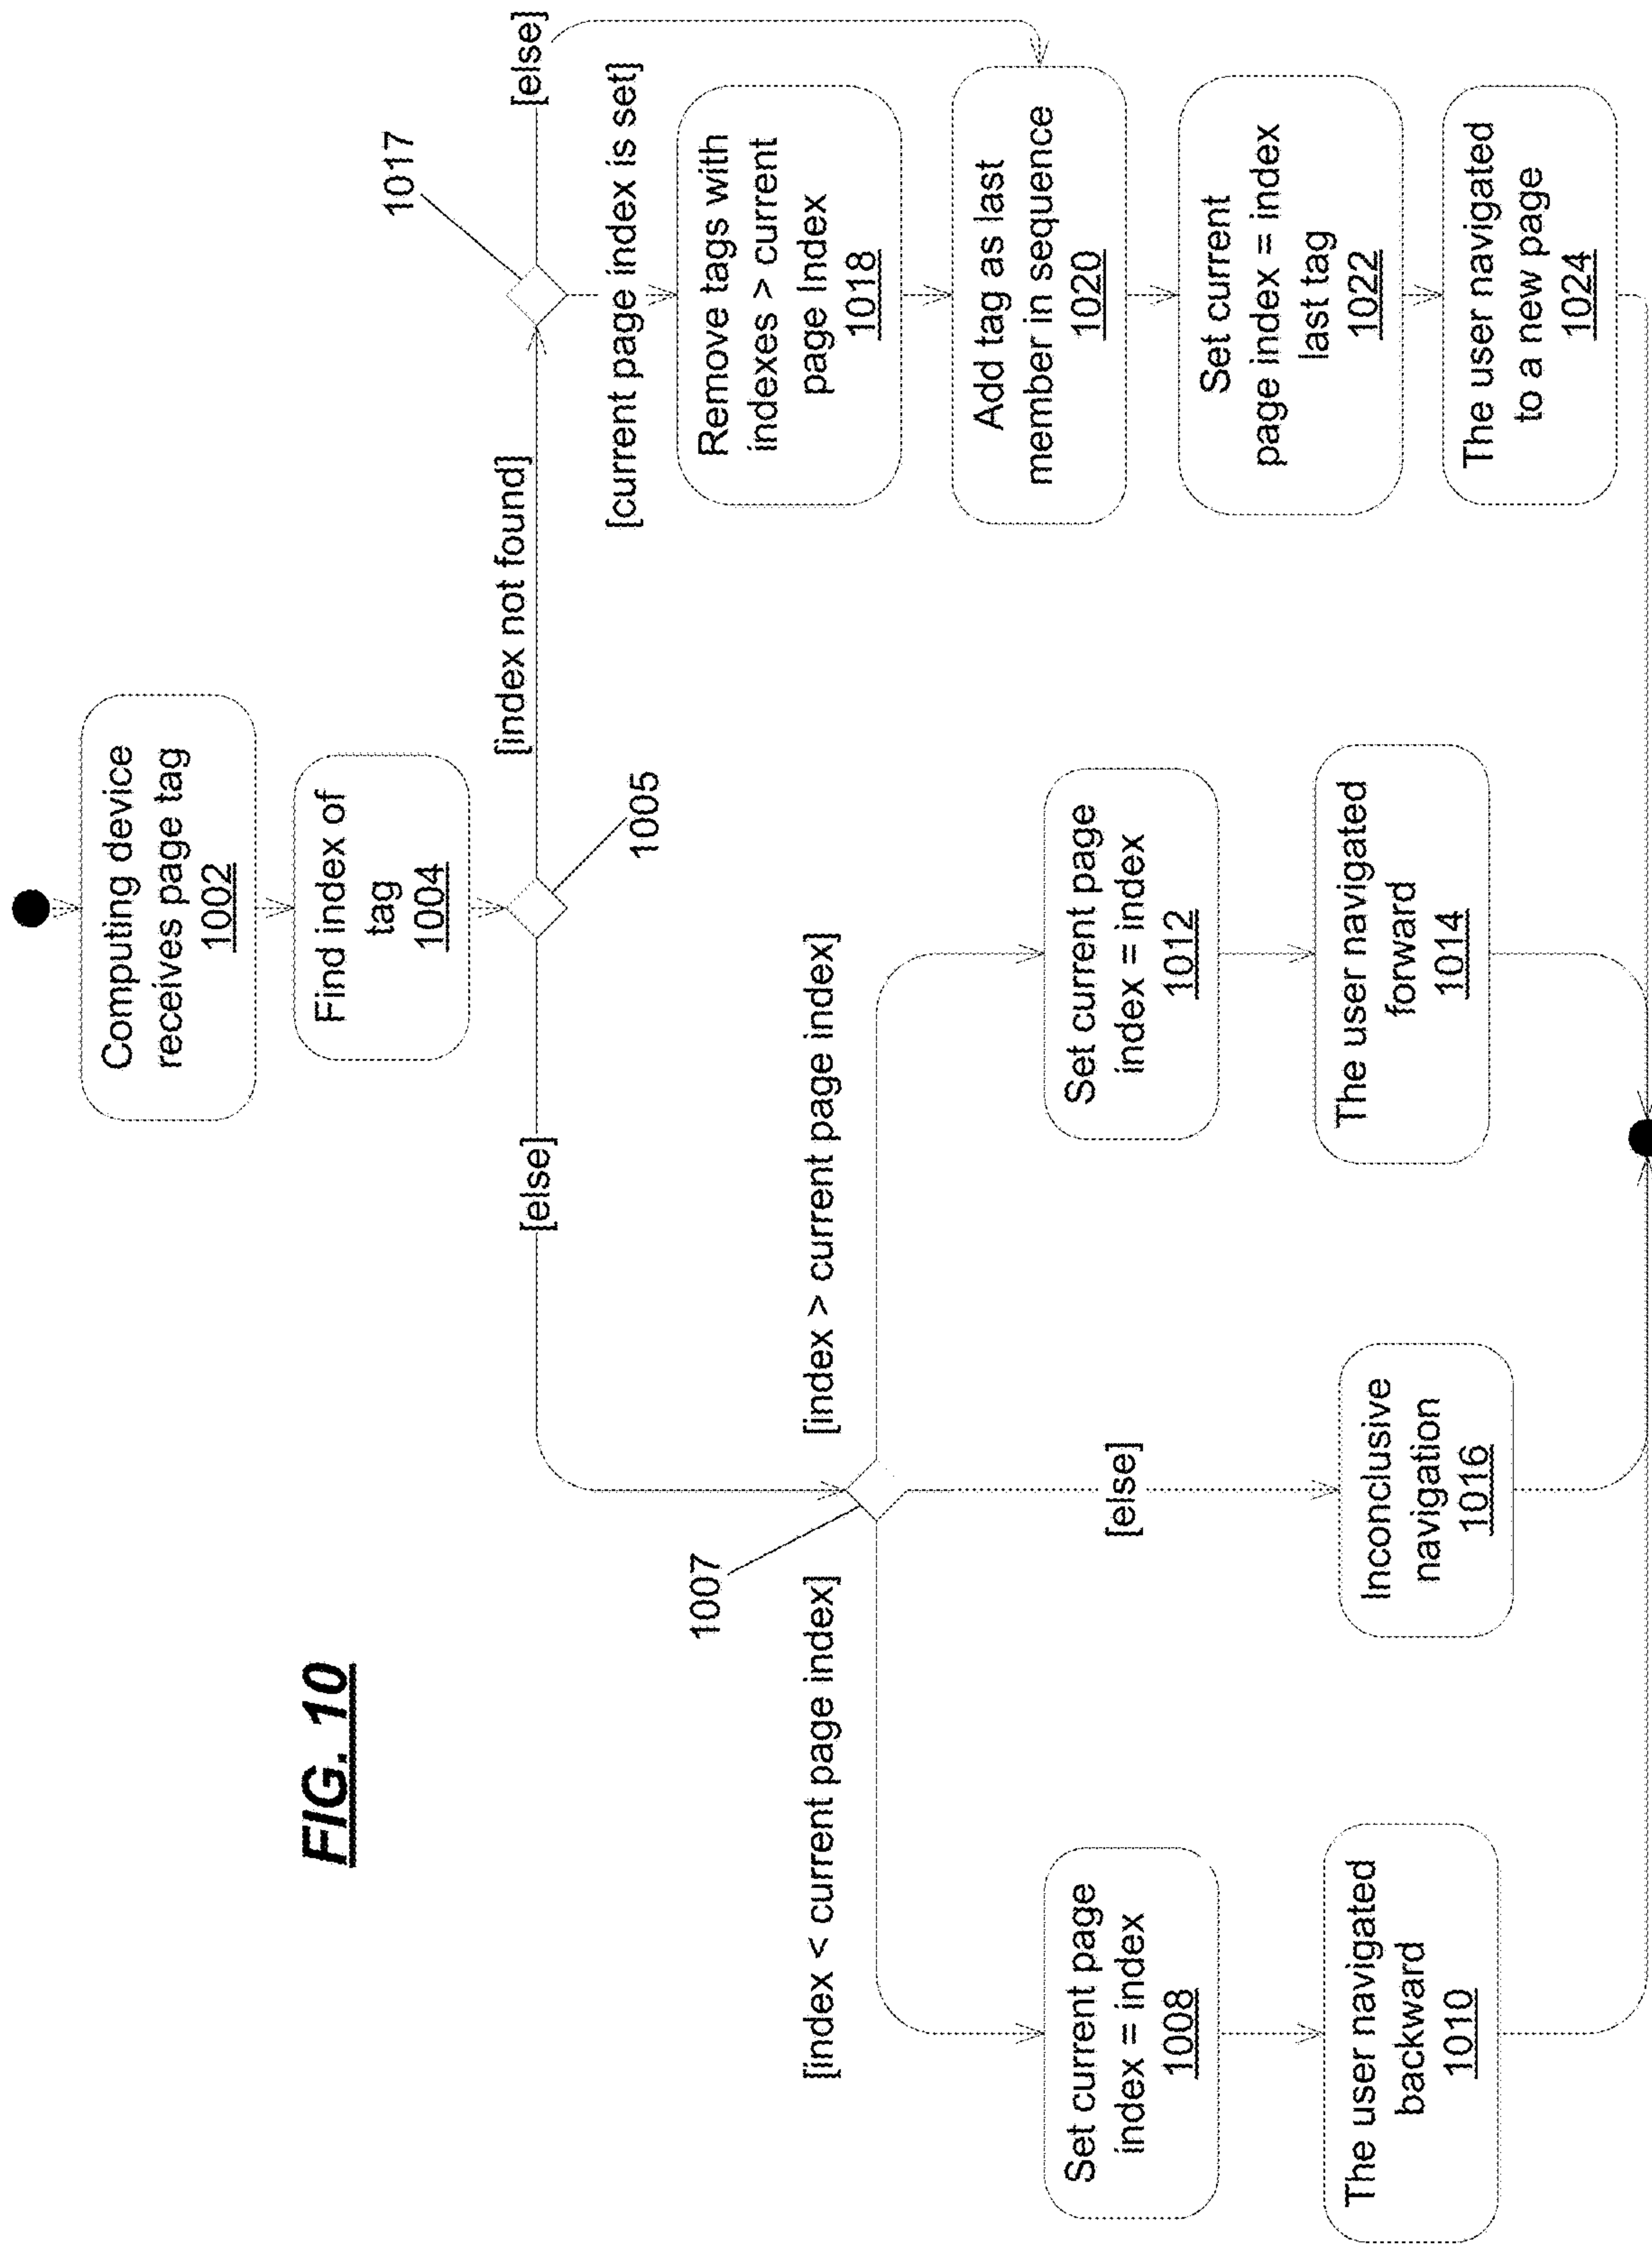 FIG. 10
Computing device
receives page tag
1002
Find index of
tag
1004
1005
[else]
[index not found]
1017
[else]
[current page index is set]
Remove tags with
indexes > current
page Index
1018
Add tag as last
member in sequence
1020
Set current
page index = index
last tag
1022
The user navigated
to a new page
1024
1007
[index < current page index]
[index > current page index]
[else]
Set current page
index = index
1008
The user navigated
backward
1010
Inconclusive
navigation
1016
Set current page
index = index
1012
The user navigated
forward
1014